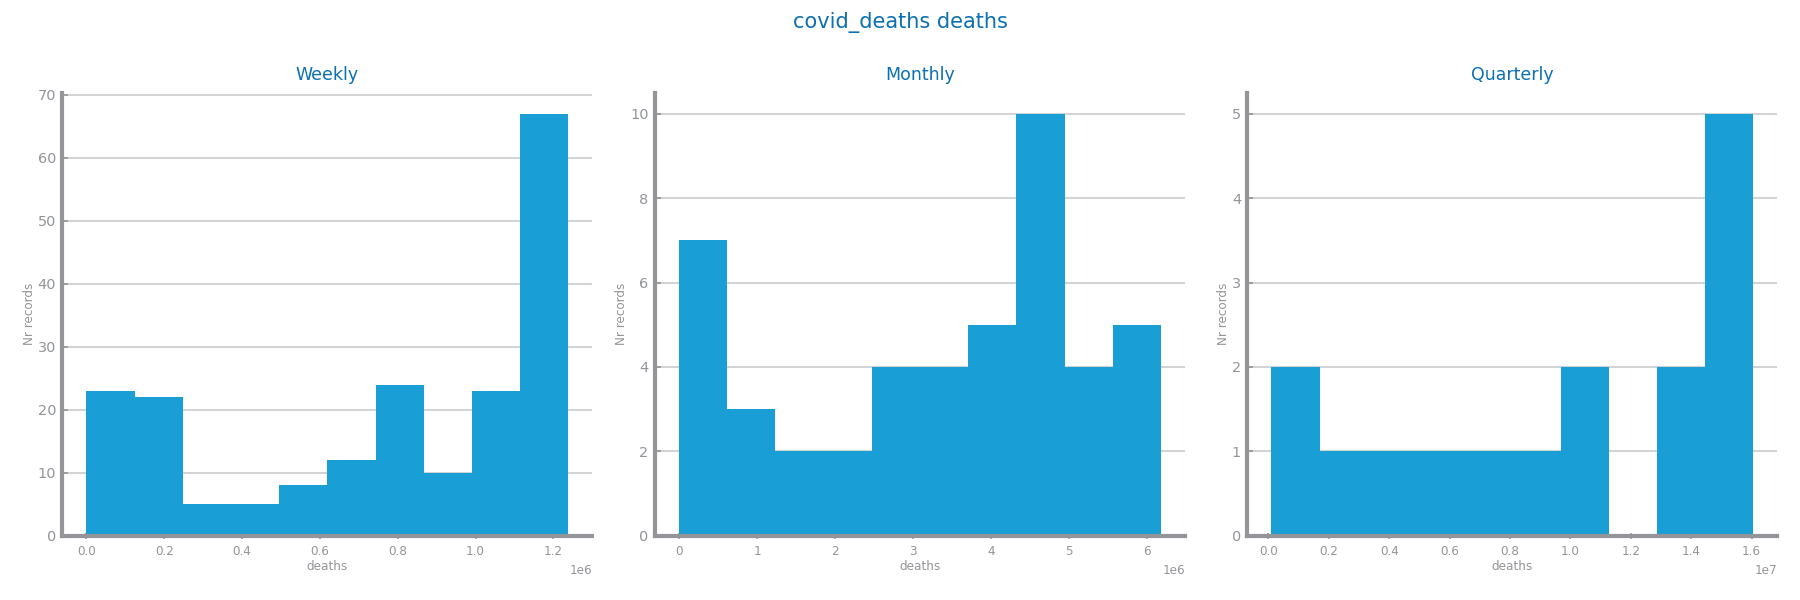 covid_deaths deaths
Weekly
Monthly
Quarterly
70
60
50
40
30
20
10
0
Nr records
0.0 0.2 0.4 0.6 0.8 1.0 1.2
deaths
1e6
10
8
6
4
2
0
Nr records
0 1 2 3 4 5 6
deaths
1e6
5
4
3
2
1
0
Nr records
0.0 0.2 0.4 0.6 0.8 1.0 1.2 1.4 1.6
deaths
1e7